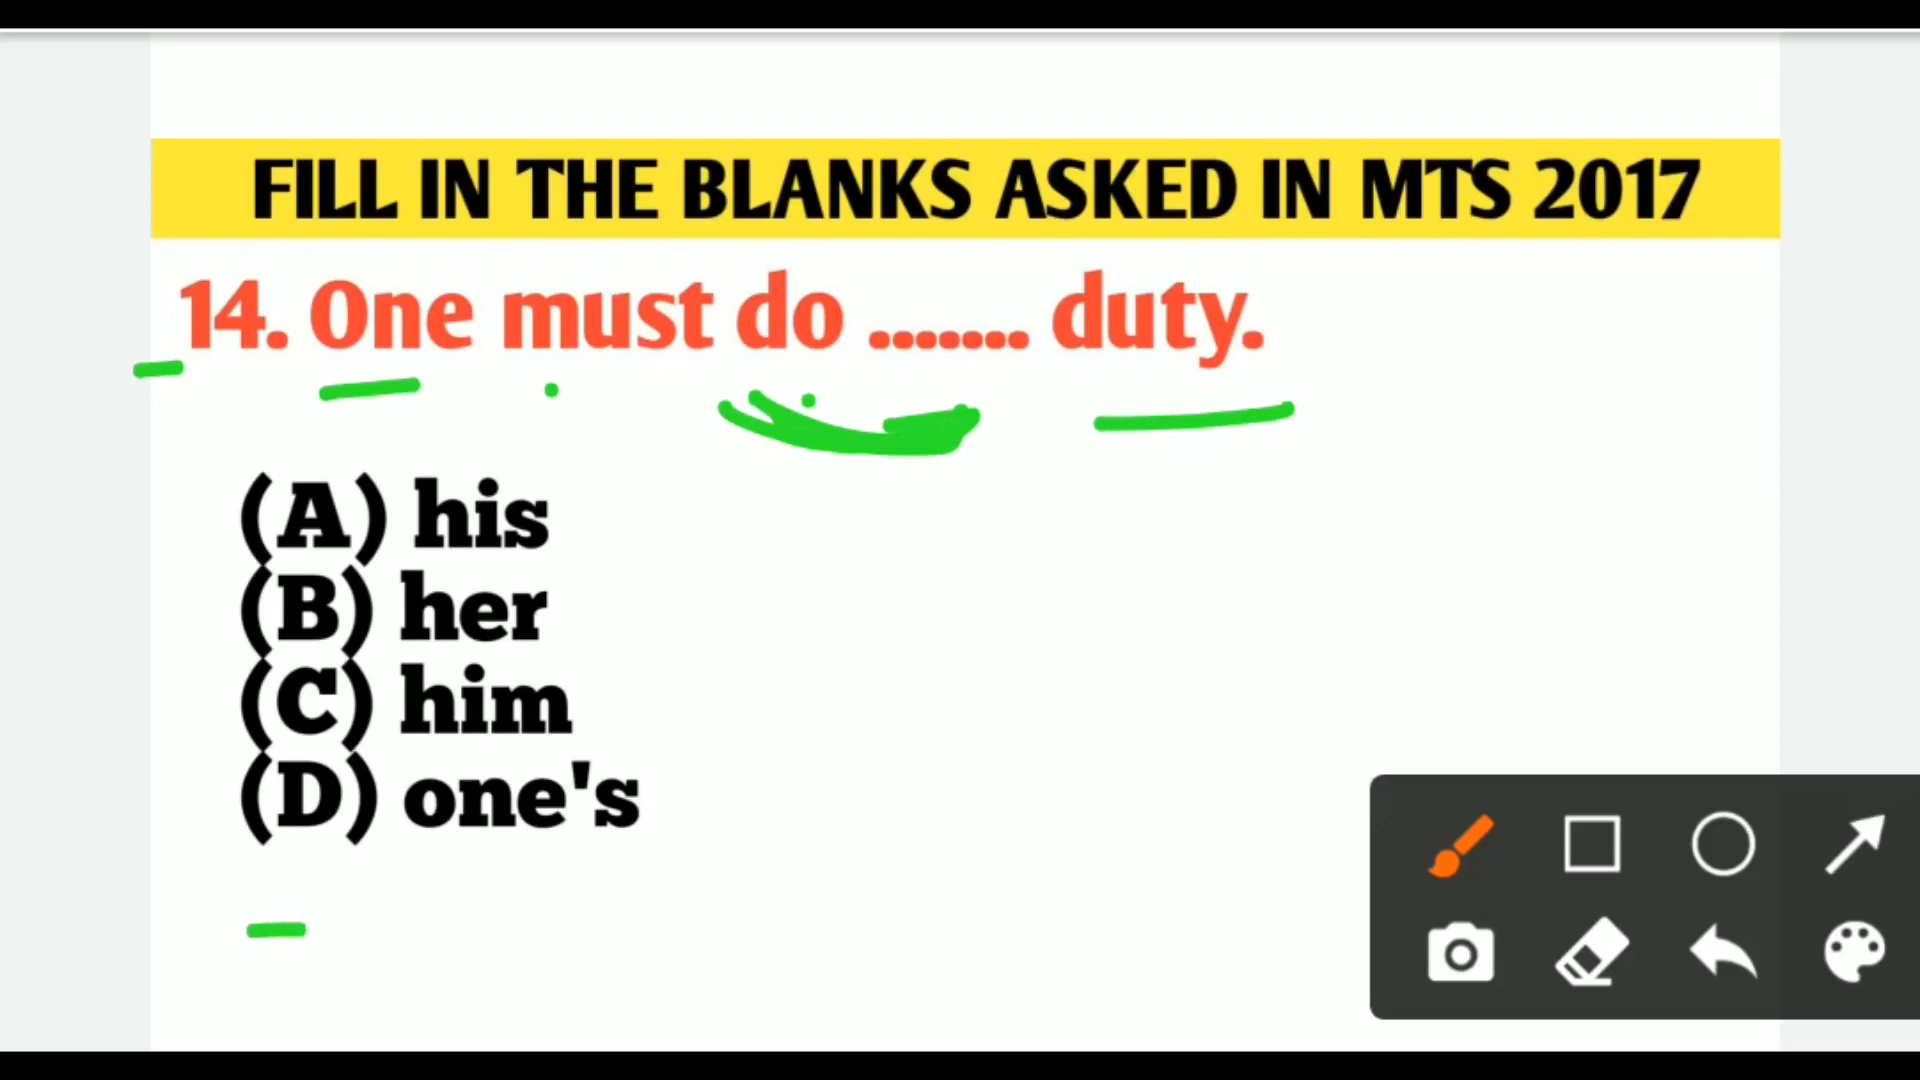 FILL IN THE BLANKS ASKED IN MTS 2017
14. One must do ....... duty.
(A) his
(B) her
(C) him
(D) one's